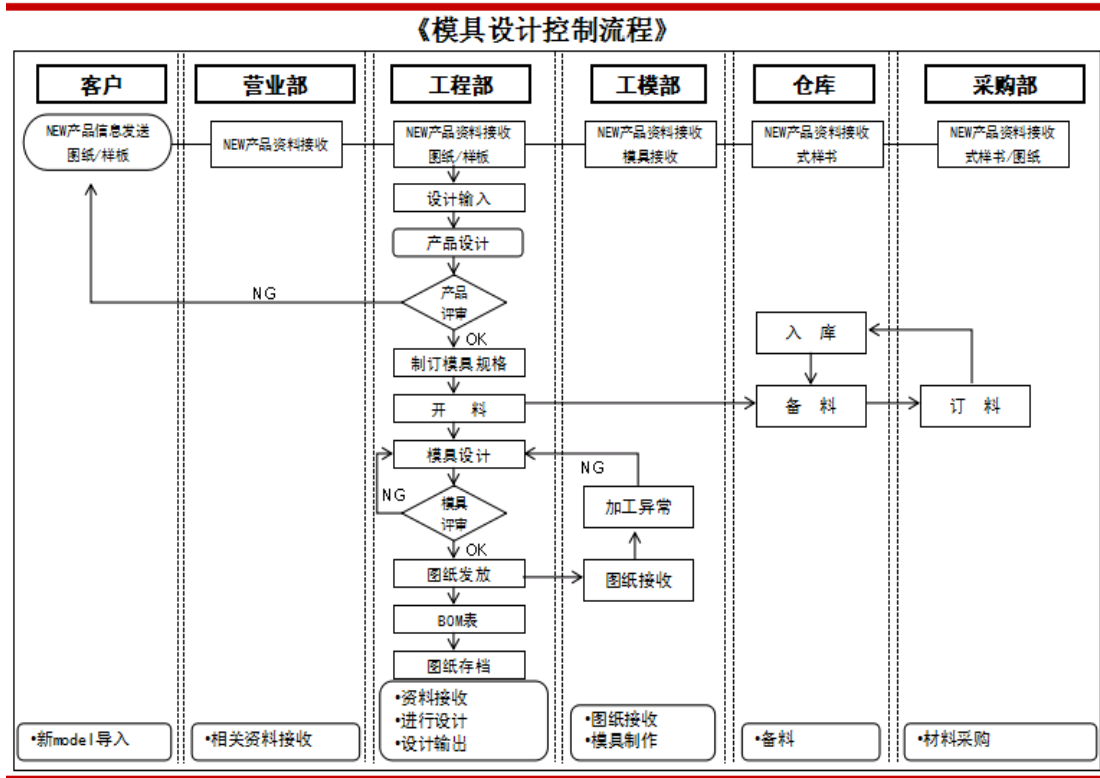 《模具设计控制流程》
客户
营业部
工程部
工模部
仓库
采购部
NEW产品信息发送
图纸/样板
NEW产品资料接收
NEW产品资料接收
图纸/样板
NEW产品资料接收
模具接收
NEW产品资料接收
式样书
NEW产品资料接收
式样书/图纸
设计输入
产品设计
NG
产品
评审
OK
制订模具规格
入 库
开 料
备 料
订 料
模具设计
NG
NG
模具
评审
加工异常
OK
图纸发放
图纸接收
BOM表
图纸存档
•新model导入
•相关资料接收
•资料接收
•进行设计
•设计输出
•图纸接收
•模具制作
•备料
•材料采购